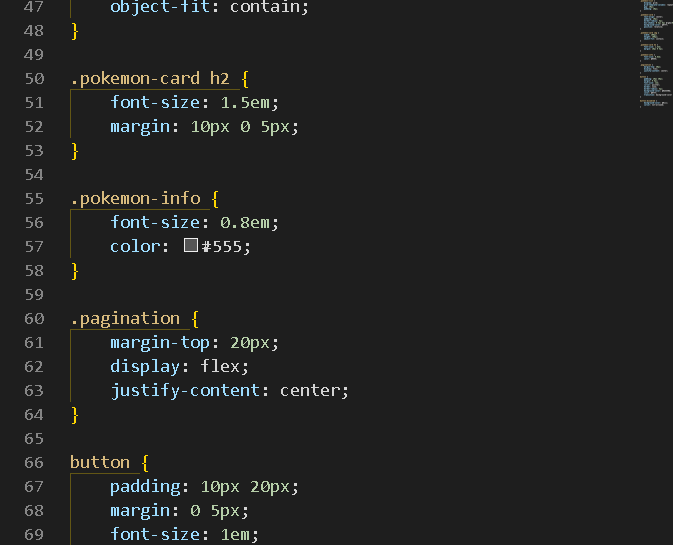 47 object-fit: contain;
48 }
49
50 .pokemon-card h2 {
51 font-size: 1.5em;
52 margin: 10px 0 5px;
53 }
54
55 .pokemon-info {
56 font-size: 0.8em;
57 color: #555;
58 }
59
60 .pagination {
61 margin-top: 20px;
62 display: flex;
63 justify-content: center;
64 }
65
66 button {
67 padding: 10px 20px;
68 margin: 0 5px;
69 font-size: 1em;